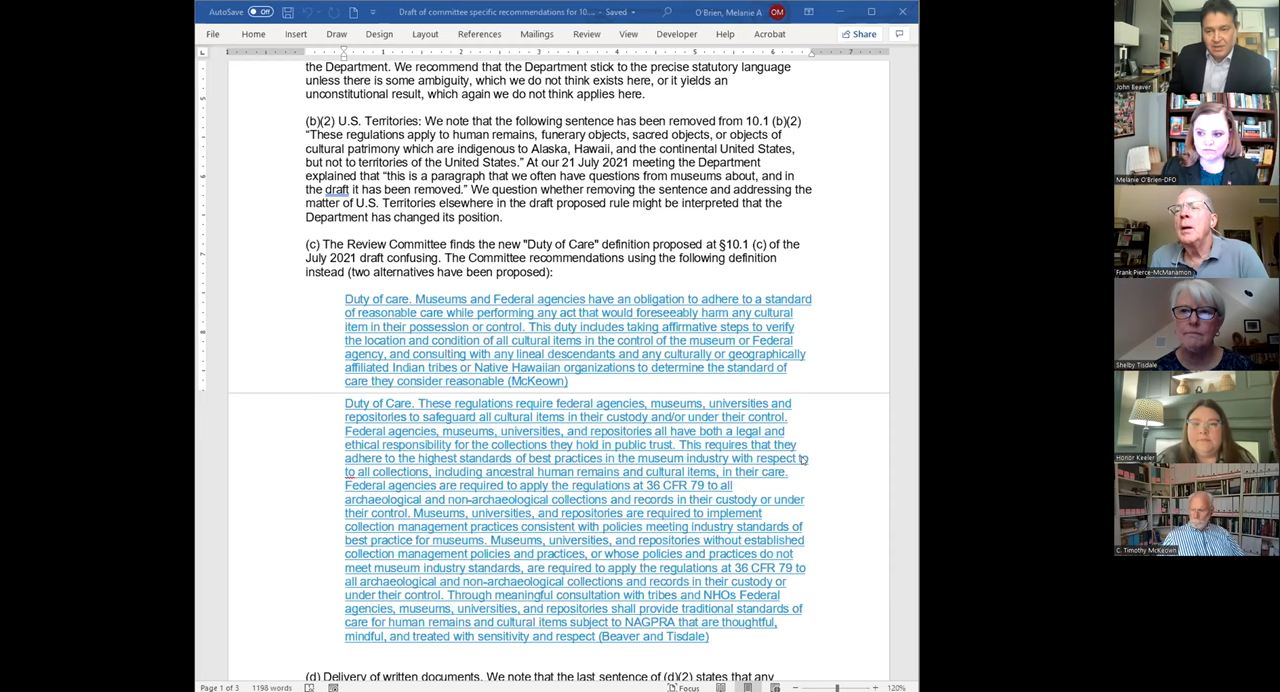 AutoSave Off Draft of committee specific recommendations for 10.... - Saved O'Brien, Melanie A OM
File Home Insert Draw Design Layout References Mailings Review View Developer Help Acrobat Share
1 1 2 3 4 5 6 7
the Department. We recommend that the Department stick to the precise statutory language
unless there is some ambiguity, which we do not think exists here, or it yields an
unconstitutional result, which again we do not think applies here.
(b)(2) U.S. Territories: We note that the following sentence has been removed from 10.1 (b)(2)
“These regulations apply to human remains, funerary objects, sacred objects, or objects of
cultural patrimony which are indigenous to Alaska, Hawaii, and the continental United States,
but not to territories of the United States.” At our 21 July 2021 meeting the Department
explained that “this is a paragraph that we often have questions from museums about, and in
the draft it has been removed.” We question whether removing the sentence and addressing the
matter of U.S. Territories elsewhere in the draft proposed rule might be interpreted that the
Department has changed its position.
(c) The Review Committee finds the new "Duty of Care" definition proposed at §10.1 (c) of the
July 2021 draft confusing. The Committee recommendations using the following definition
instead (two alternatives have been proposed):
Duty of care. Museums and Federal agencies have an obligation to adhere to a standard
of reasonable care while performing any act that would foreseeably harm any cultural
item in their possession or control. This duty includes taking affirmative steps to verify
the location and condition of all cultural items in the control of the museum or Federal
agency, and consulting with any lineal descendants and any culturally or geographically
affiliated Indian tribes or Native Hawaiian organizations to determine the standard of
care they consider reasonable (McKeown)
Duty of Care. These regulations require federal agencies, museums, universities and
repositories to safeguard all cultural items in their custody and/or under their control.
Federal agencies, museums, universities, and repositories all have both a legal and
ethical responsibility for the collections they hold in public trust. This requires that they
adhere to the highest standards of best practices in the museum industry with respect to
to all collections, including ancestral human remains and cultural items, in their care.
Federal agencies are required to apply the regulations at 36 CFR 79 to all
archaeological and non-archaeological collections and records in their custody or under
their control. Museums, universities, and repositories are required to implement
collection management practices consistent with policies meeting industry standards of
best practice for museums. Museums, universities, and repositories without established
collection management policies and practices, or whose policies and practices do not
meet museum industry standards, are required to apply the regulations at 36 CFR 79 to
all archaeological and non-archaeological collections and records in their custody or
under their control. Through meaningful consultation with tribes and NHOs Federal
agencies, museums, universities, and repositories shall provide traditional standards of
care for human remains and cultural items subject to NAGPRA that are thoughtful,
mindful, and treated with sensitivity and respect (Beaver and Tisdale)
(d) Delivery of written documents. We note that the last sentence of (d)(2) states that any
Page 1 of 3 1198 words Focus 120%
John Beaver
Melanie O'Brien-DFO
Frank Pierce-McManamon
Shelby Tisdale
Honor Keeler
C. Timothy McKeown